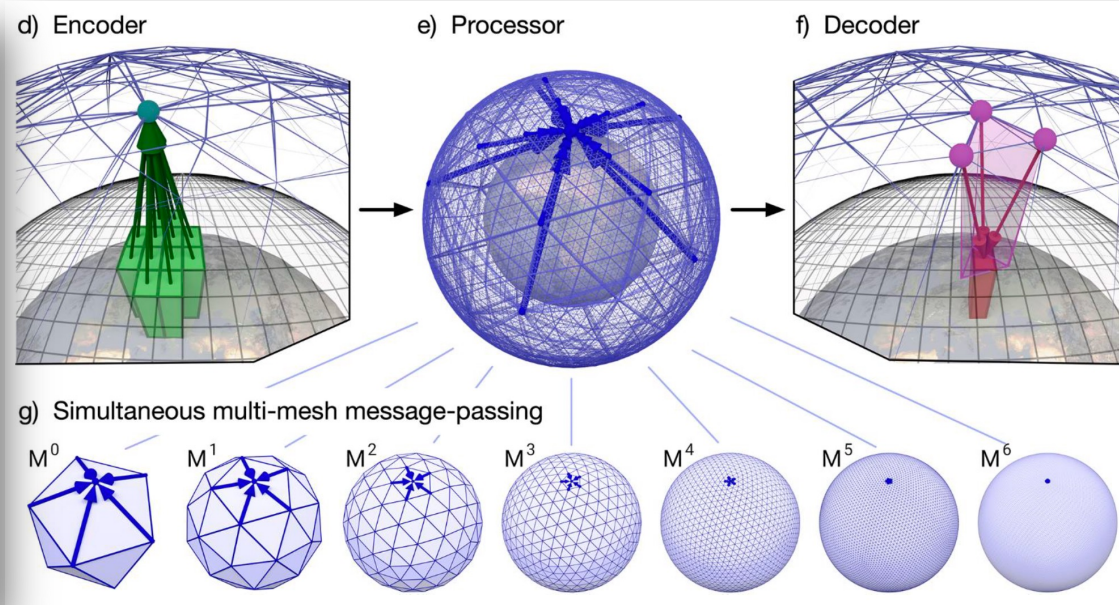 d) Encoder
e) Processor
f) Decoder
g) Simultaneous multi-mesh message-passing
M⁰
M¹
M²
M³
M⁴
M⁵
M⁶